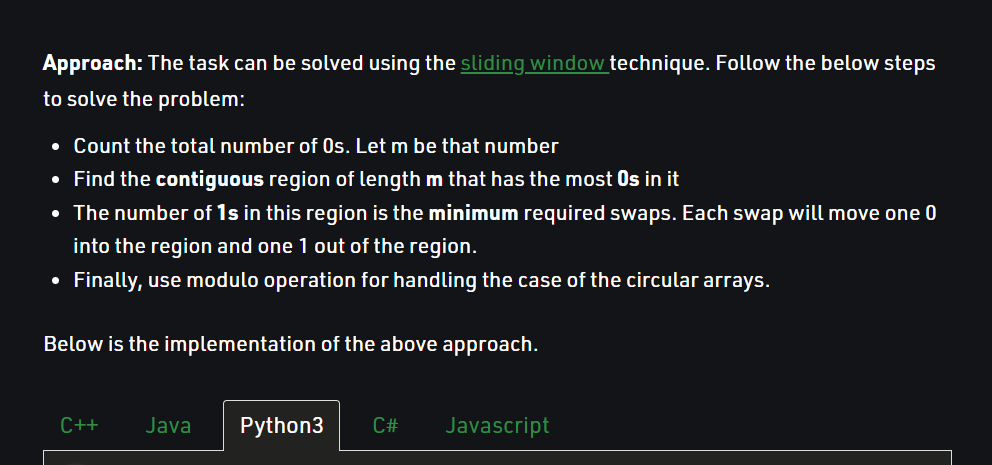 Approach: The task can be solved using the sliding window technique. Follow the below steps
to solve the problem:
• Count the total number of 0s. Let m be that number
• Find the contiguous region of length m that has the most 0s in it
• The number of 1s in this region is the minimum required swaps. Each swap will move one 0
into the region and one 1 out of the region.
• Finally, use modulo operation for handling the case of the circular arrays.
Below is the implementation of the above approach.
C++ Java Python3 C# Javascript